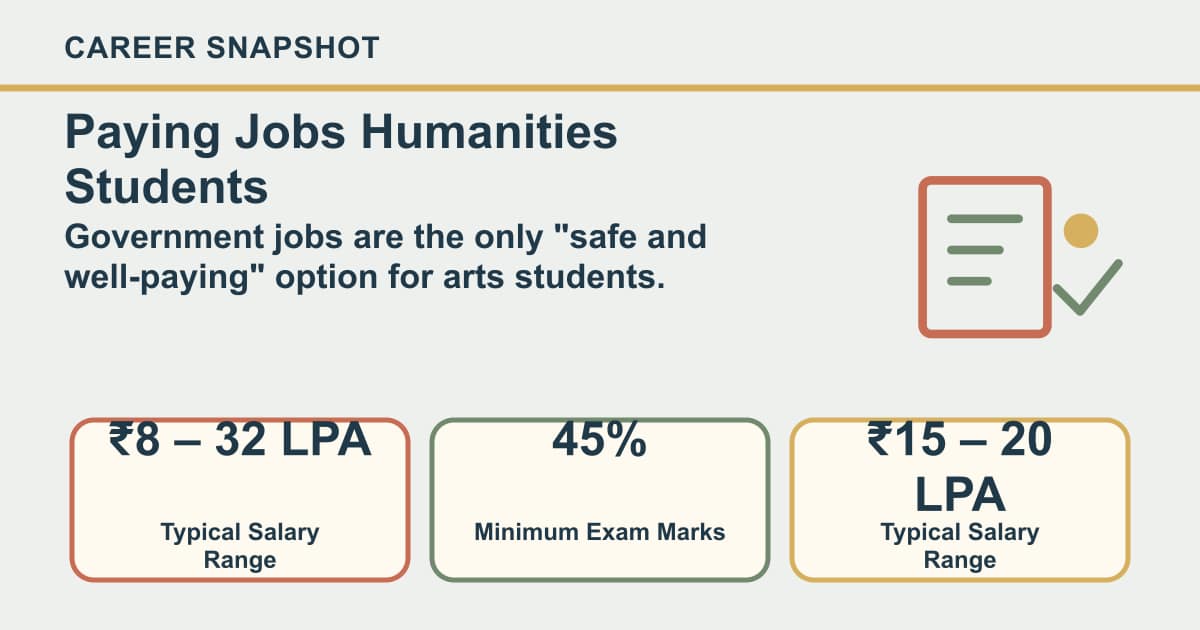 CAREER SNAPSHOT
Paying Jobs Humanities
Students
Government jobs are the only "safe and
well-paying" option for arts students.
₹8 – 32 LPA
Typical Salary
Range
45%
Minimum Exam Marks
₹15 – 20
LPA
Typical Salary
Range